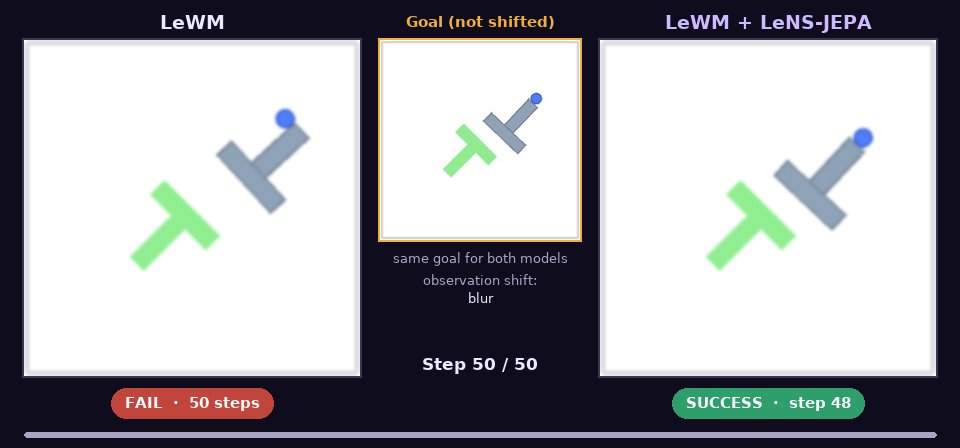 LeWM
Goal (not shifted)
LeWM + LeNS-JEPA
same goal for both models
observation shift:
blur
Step 50 / 50
FAIL · 50 steps
SUCCESS · step 48